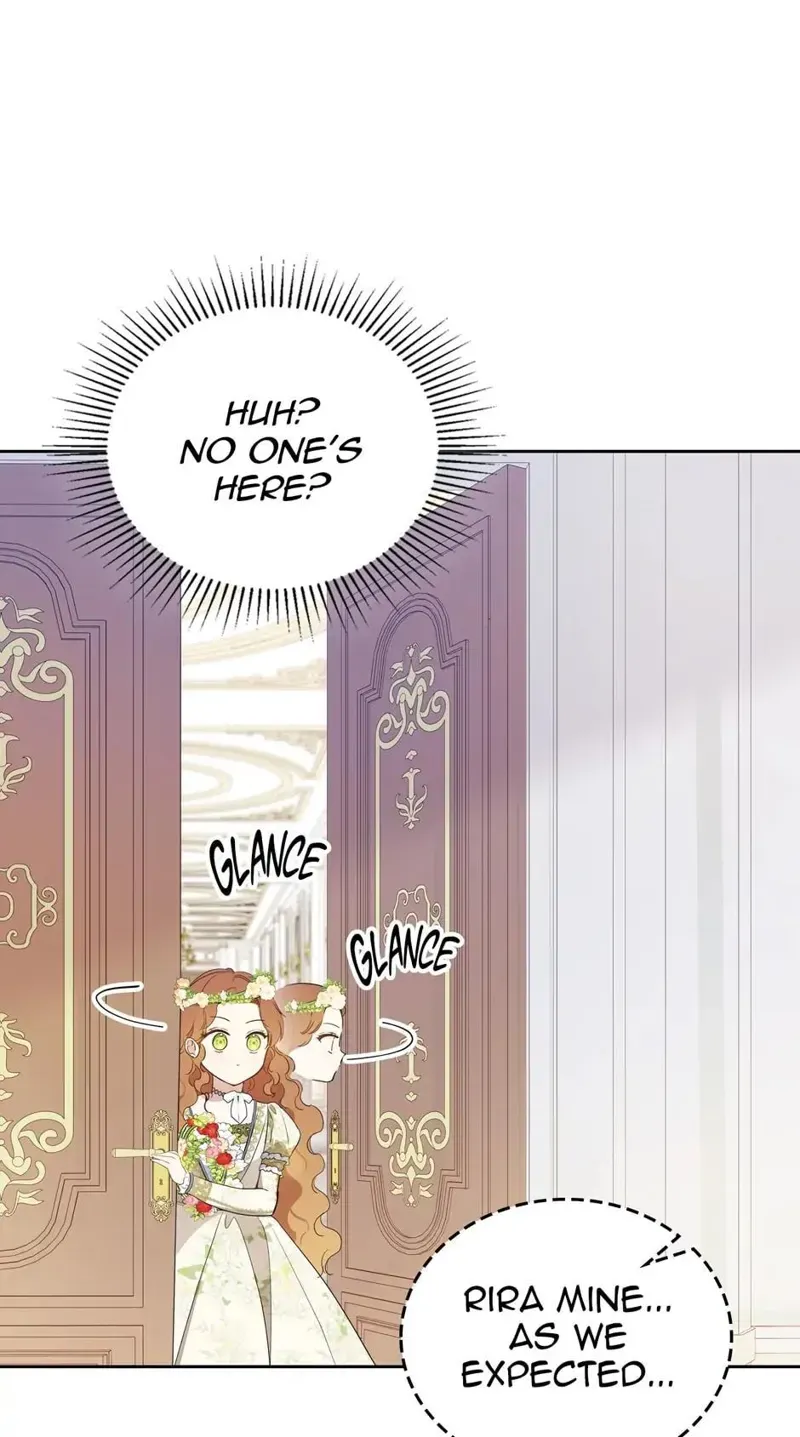 HUH?
NO ONE'S
HERE?
GLANCE
GLANCE
RIRA MINE...
AS WE
EXPECTED...